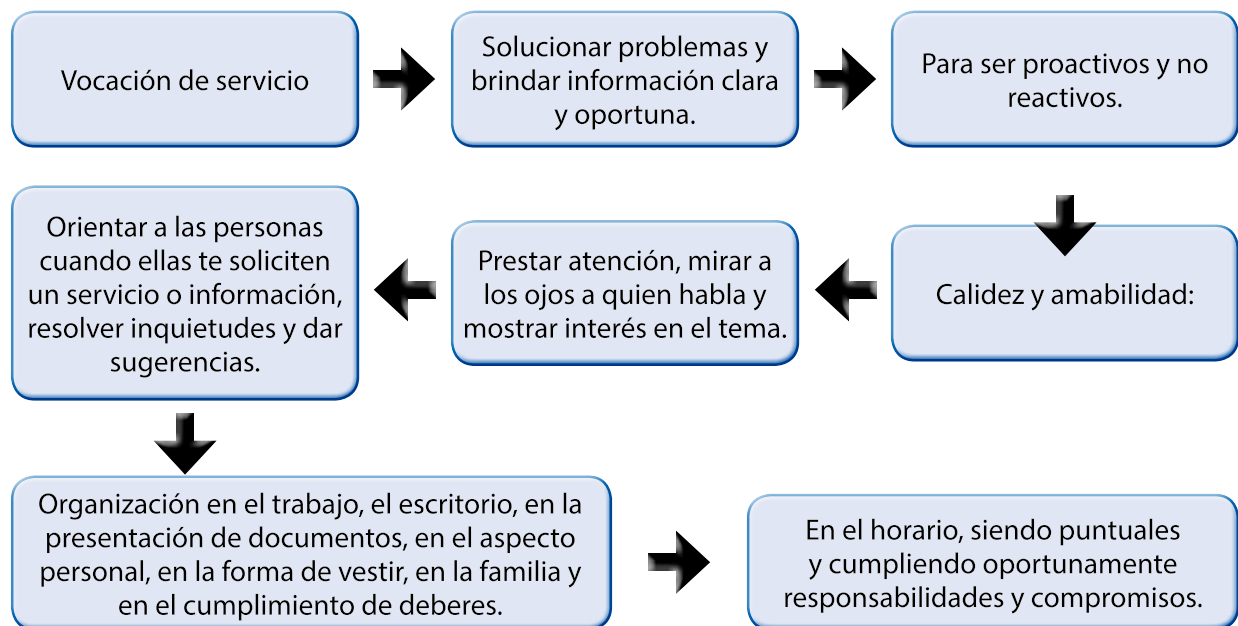 Vocación de servicio
Solucionar problemas y
brindar información clara
y oportuna.
Para ser proactivos y no
reactivos.
Calidez y amabilidad:
Prestar atención, mirar a
los ojos a quien habla y
mostrar interés en el tema.
Orientar a las personas
cuando ellas te soliciten
un servicio o información,
resolver inquietudes y dar
sugerencias.
Organización en el trabajo, el escritorio, en la
presentación de documentos, en el aspecto
personal, en la forma de vestir, en la familia y
en el cumplimiento de deberes.
En el horario, siendo puntuales
y cumpliendo oportunamente
responsabilidades y compromisos.